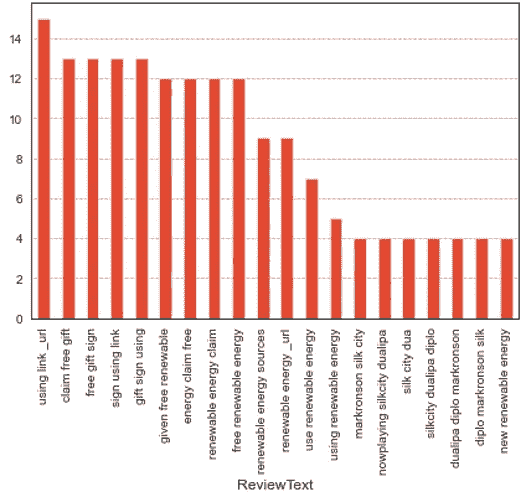 14
12
10
8
6
4
2
0
using link _url
claim free gift
free gift sign
sign using link
gift sign using
given free renewable
energy claim free
renewable energy claim
free renewable energy
renewable energy sources
renewable energy _url
use renewable energy
using renewable energy
markronson silk city
nowplaying silkcity dualipa
silk city dua
silkcity dualipa diplo
dualipa diplo markronson
diplo markronson silk
new renewable energy
ReviewText